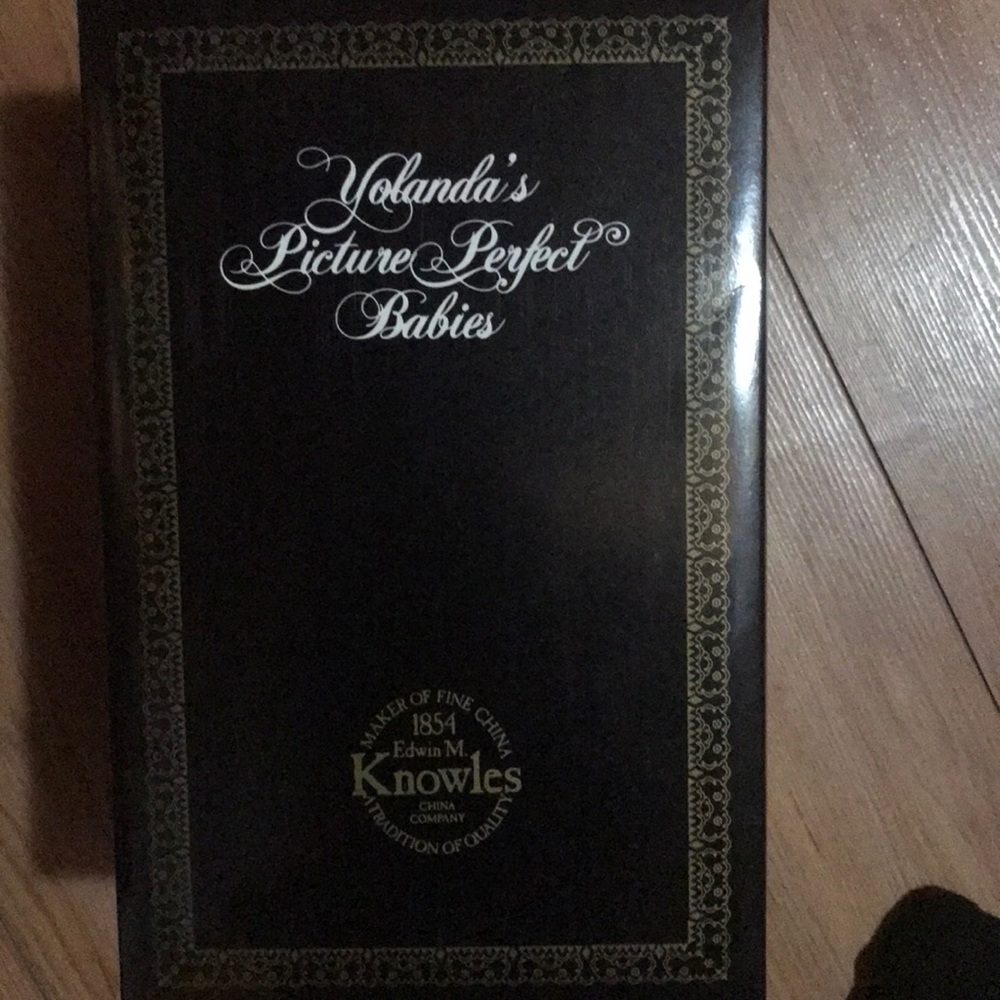 Yolanda's
Picture Perfect
Babies
MAKER OF FINE CHINA
1854
Edwin M.
Knowles
CHINA
COMPANY
A TRADITION OF QUALITY